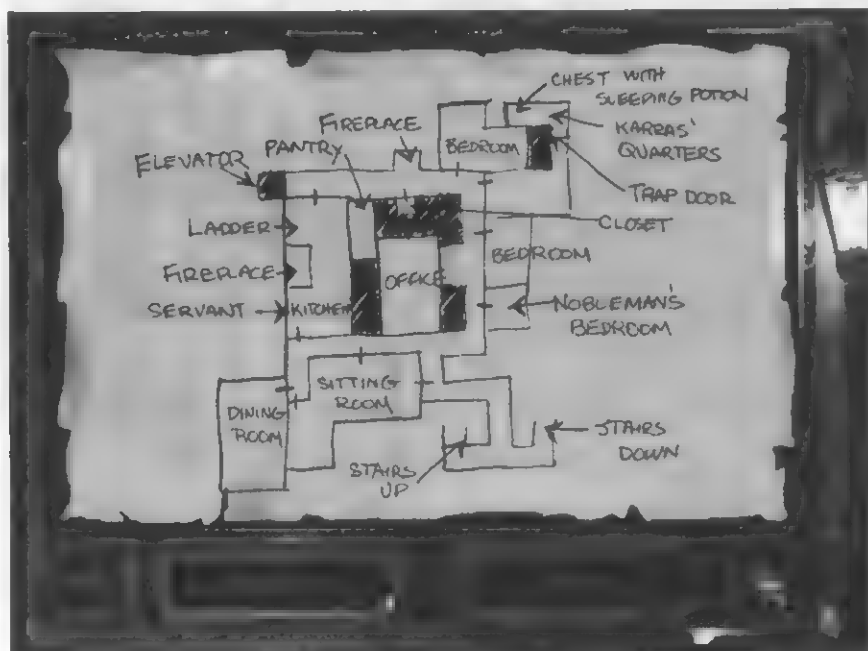 CHEST WITH
SLEEPING POTION
FIREPLACE
KARRAS'
QUARTERS
PANTRY
BEDROOM
ELEVATOR
TRAP DOOR
LADDER
CLOSET
BEDROOM
FIREPLACE
OFFICE
SERVANT
KITCHEN
NOBLEMAN'S
BEDROOM
SITTING
ROOM
DINING
ROOM
STAIRS
DOWN
STAIRS
UP